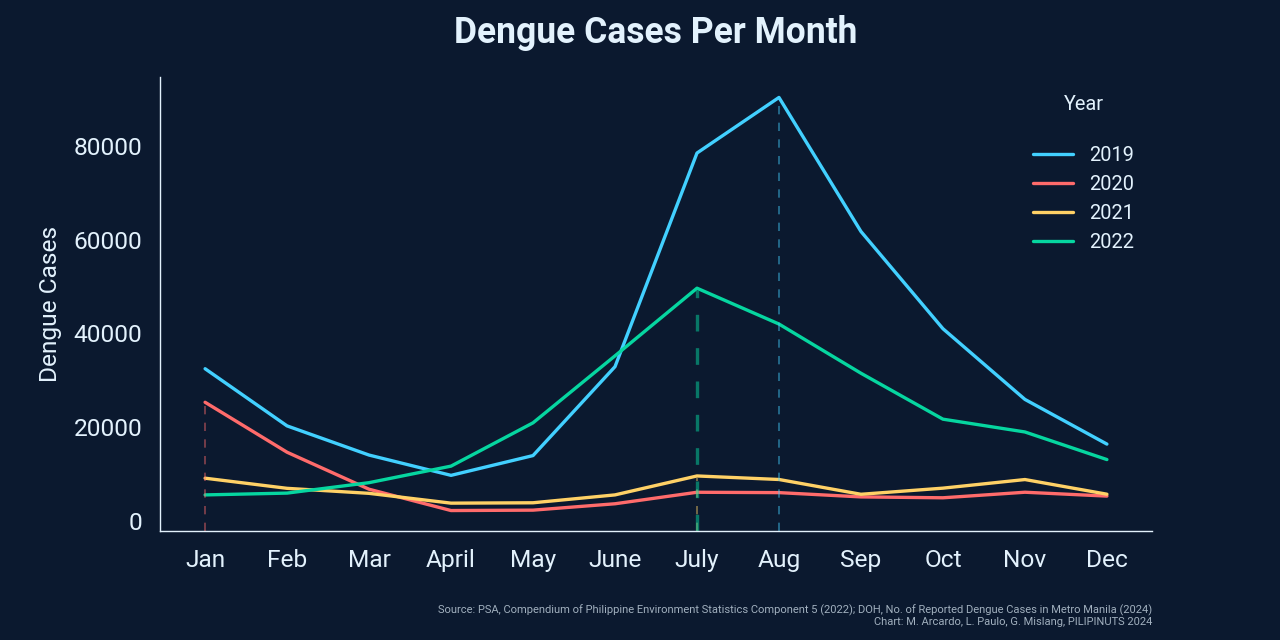 Dengue Cases Per Month
Year
2019
2020
2021
2022
Dengue Cases
80000
60000
40000
20000
0
Jan Feb Mar April May June July Aug Sep Oct Nov Dec
Source: PSA, Compendium of Philippine Environment Statistics Component 5 (2022); DOH, No. of Reported Dengue Cases in Metro Manila (2024)
Chart: M. Arcardo, L. Paulo, G. Mislang, PILIPINUTS 2024